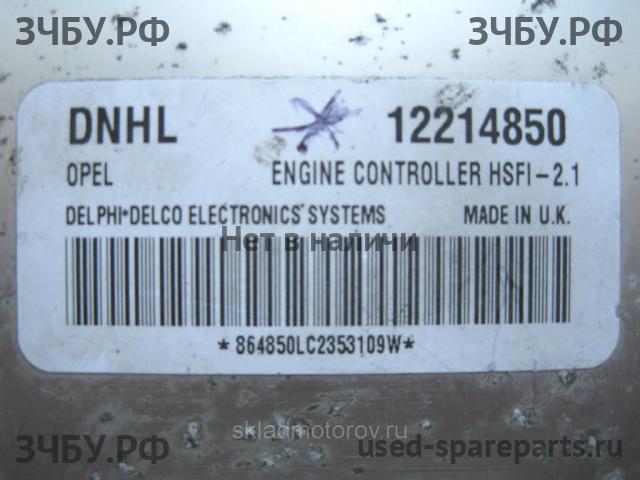 ЗЧБУ.РФ ЗЧБУ.РФ
DNHL 12214850
OPEL ENGINE CONTROLLER HSFI-2.1
DELPHI•DELCO ELECTRONICS SYSTEMS MADE IN U.K.
Нет в наличи
*864850LC2353109W*
skladmotorov.ru
ЗЧБУ.РФ used-spareparts.ru